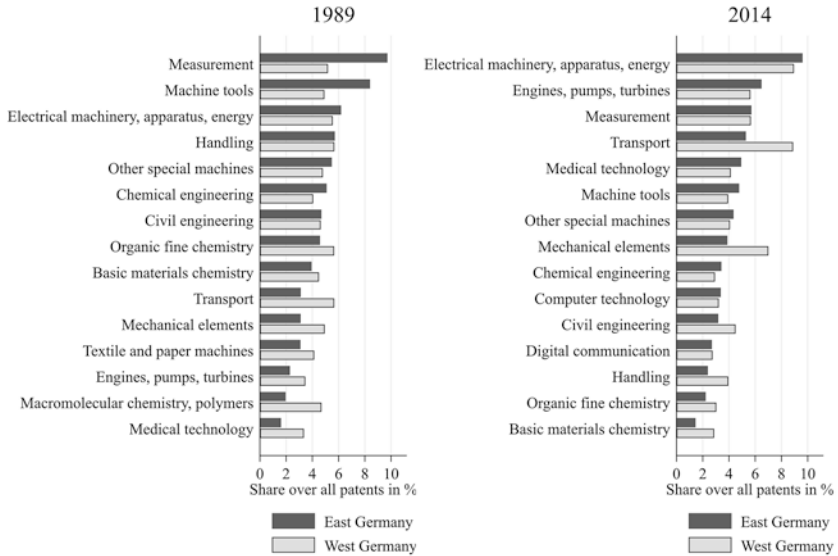 1989
Measurement
Machine tools
Electrical machinery, apparatus, energy
Handling
Other special machines
Chemical engineering
Civil engineering
Organic fine chemistry
Basic materials chemistry
Transport
Mechanical elements
Textile and paper machines
Engines, pumps, turbines
Macromolecular chemistry, polymers
Medical technology
0 2 4 6 8 10
Share over all patents in %
East Germany
West Germany
2014
Electrical machinery, apparatus, energy
Engines, pumps, turbines
Measurement
Transport
Medical technology
Machine tools
Other special machines
Mechanical elements
Chemical engineering
Computer technology
Civil engineering
Digital communication
Handling
Organic fine chemistry
Basic materials chemistry
0 2 4 6 8 10
Share over all patents in %
East Germany
West Germany